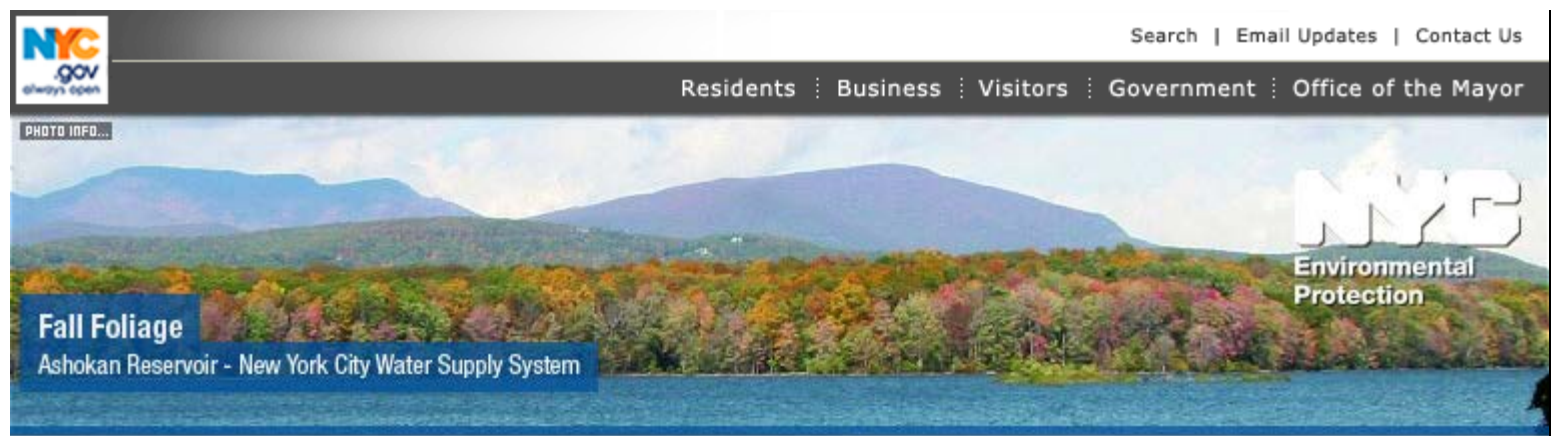 NYC
.gov
always open
Search | Email Updates | Contact Us
Residents Business Visitors Government Office of the Mayor
PHOTO INFO...
NYC
Environmental
Protection
Fall Foliage
Ashokan Reservoir - New York City Water Supply System